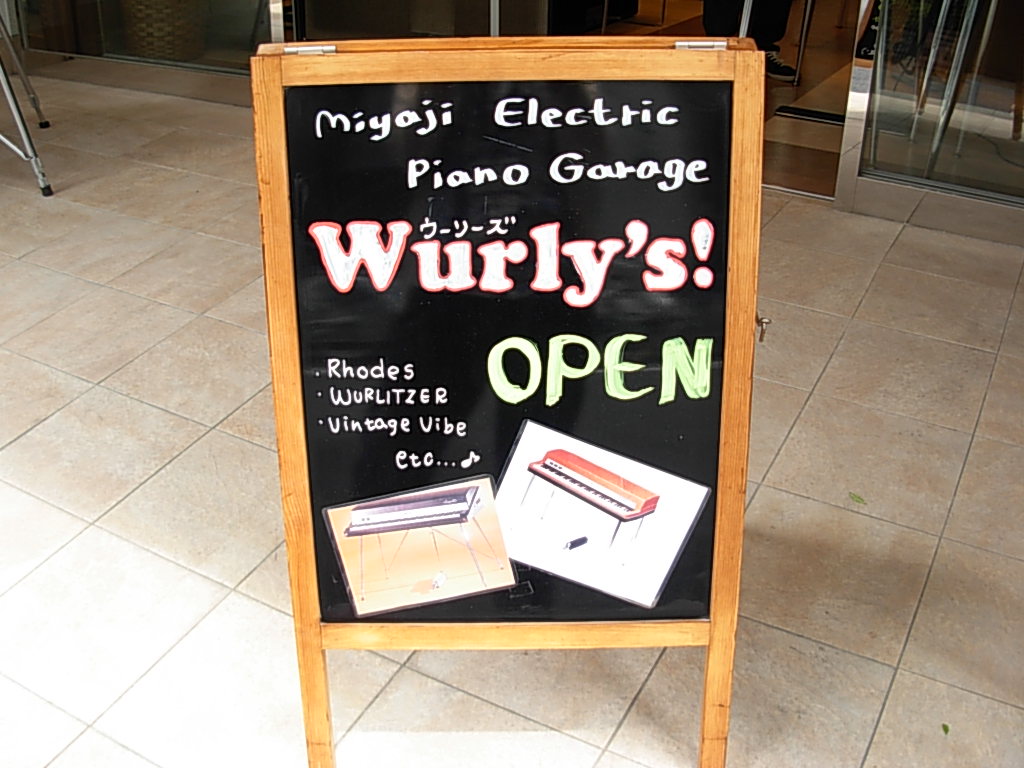 Miyaji Electric
Piano Garage
ウーリーズ
Wurly's!
OPEN
・Rhodes
・WURLITZER
・Vintage Vibe
etc...♪